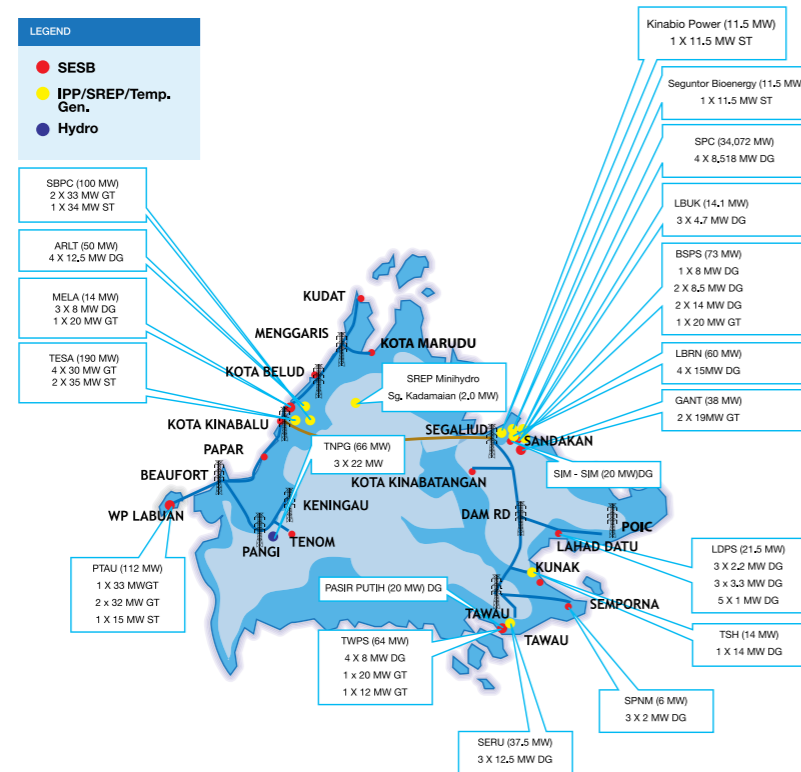 LEGEND
SESB
IPP/SREP/Temp.
Gen.
Hydro
SBPC (100 MW)
2 X 33 MW GT
1 X 34 MW ST
ARLT (50 MW)
4 X 12.5 MW DG
MELA (14 MW)
3 X 8 MW DG
1 X 20 MW GT
TESA (190 MW)
4 X 30 MW GT
2 X 35 MW ST
PTAU (112 MW)
1 X 33 MWGT
2 x 32 MW GT
1 X 15 MW ST
KUDAT
MENGGARIS
KOTA MARUDU
KOTA BELUD
SREP Minihydro
Sg. Kadamaian (2.0 MW)
KOTA KINABALU
PAPAR
BEAUFORT
WP LABUAN
TNPG (66 MW)
3 X 22 MW
KENINGAU
PANGI
TENOM
SEGALIUD
SANDAKAN
KOTA KINABATANGAN
DAM RD
POIC
LAHAD DATU
KUNAK
SEMPORNA
TAWAU
TAWAU
PASIR PUTIH (20 MW) DG
TWPS (64 MW)
4 X 8 MW DG
1 x 20 MW GT
1 X 12 MW GT
SERU (37.5 MW)
3 X 12.5 MW DG
Kinabio Power (11.5 MW)
1 X 11.5 MW ST
Seguntor Bioenergy (11.5 MW
1 X 11.5 MW ST
SPC (34,072 MW)
4 X 8.518 MW DG
LBUK (14.1 MW)
3 X 4.7 MW DG
BSPS (73 MW)
1 X 8 MW DG
2 X 8.5 MW DG
2 X 14 MW DG
1 X 20 MW GT
LBRN (60 MW)
4 X 15MW DG
GANT (38 MW)
2 X 19MW GT
SIM - SIM (20 MW)DG
LDPS (21.5 MW)
3 X 2.2 MW DG
3 X 3.3 MW DG
5 X 1 MW DG
TSH (14 MW)
1 X 14 MW DG
SPNM (6 MW)
3 X 2 MW DG